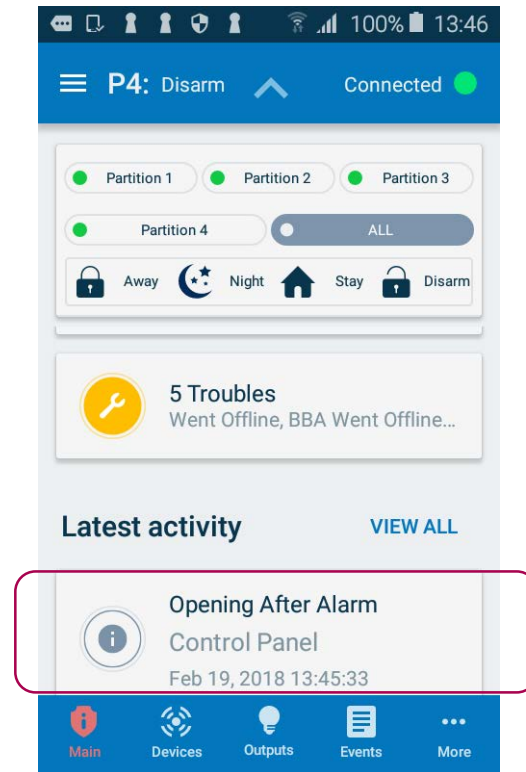 100% 13:46
P4: Disarm Connected
Partition 1 Partition 2 Partition 3
Partition 4 ALL
Away Night Stay Disarm
5 Troubles
Went Offline, BBA Went Offline...
Latest activity VIEW ALL
Opening After Alarm
Control Panel
Feb 19, 2018 13:45:33
Main Devices Outputs Events More